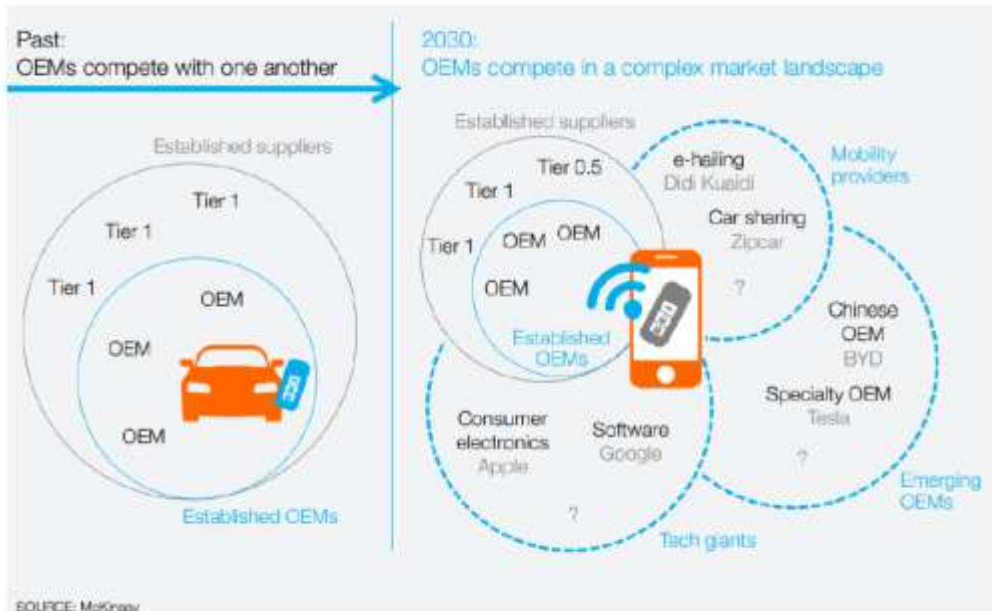 Past:
OEMs compete with one another
2030:
OEMs compete in a complex market landscape
Established suppliers
Tier 1
Tier 1
Tier 1
OEM
OEM
OEM
Established OEMs
Established suppliers
Tier 0.5
Tier 1
Tier 1
OEM
OEM
OEM
Established
OEMs
e-hailing
Didi Kuaidi
Car sharing
Zipcar
?
Mobility
providers
Chinese
OEM
BYD
Specialty OEM
Tesla
?
Emerging
OEMs
Consumer
electronics
Apple
Software
Google
?
Tech giants
SOURCE: McKinsey